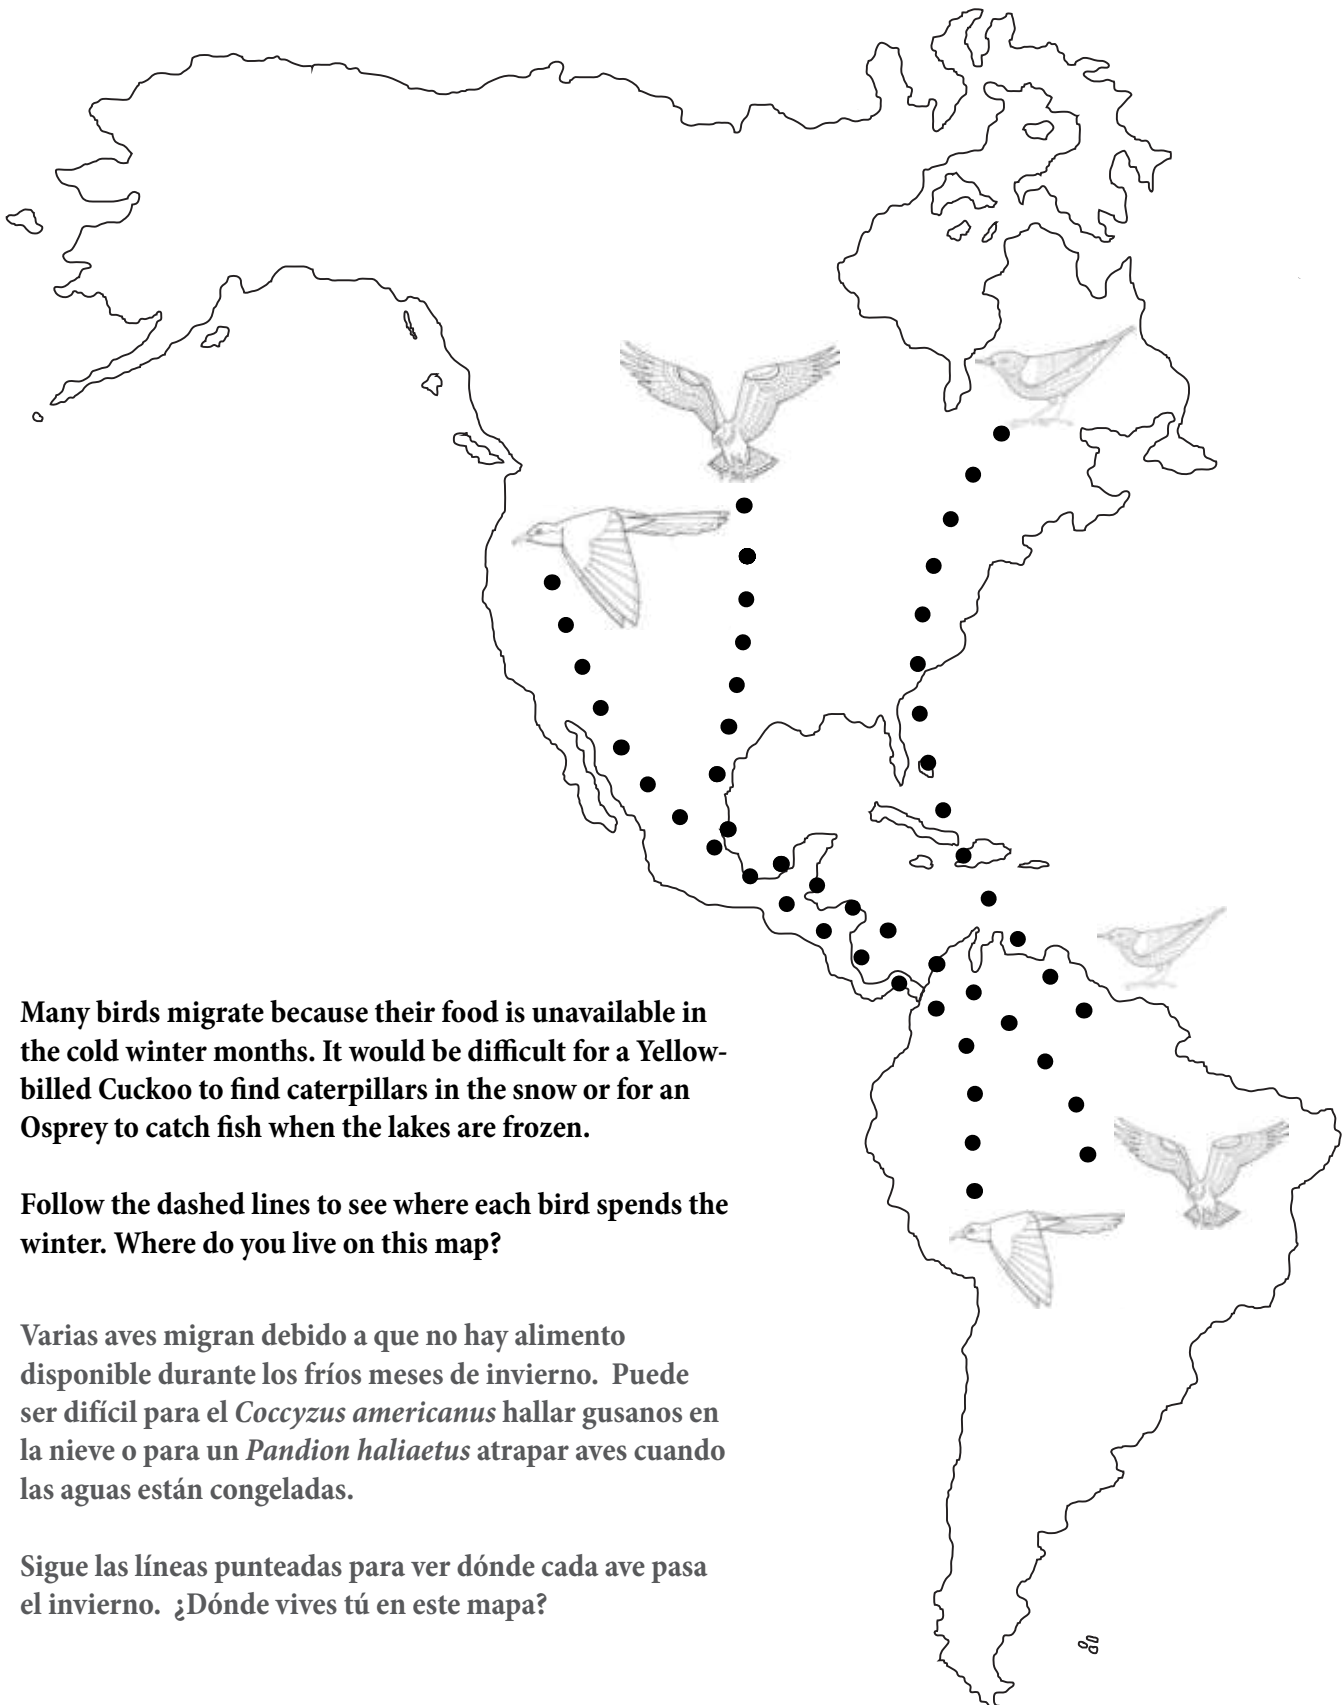 Many birds migrate because their food is unavailable in
the cold winter months. It would be difficult for a Yellow-
billed Cuckoo to find caterpillars in the snow or for an
Osprey to catch fish when the lakes are frozen.
Follow the dashed lines to see where each bird spends the
winter. Where do you live on this map?
Varias aves migran debido a que no hay alimento
disponible durante los fríos meses de invierno.  Puede
ser difícil para el Coccyzus americanus hallar gusanos en
la nieve o para un Pandion haliaetus atrapar aves cuando
las aguas están congeladas.
Sigue las líneas punteadas para ver dónde cada ave pasa
el invierno.  ¿Dónde vives tú en este mapa?